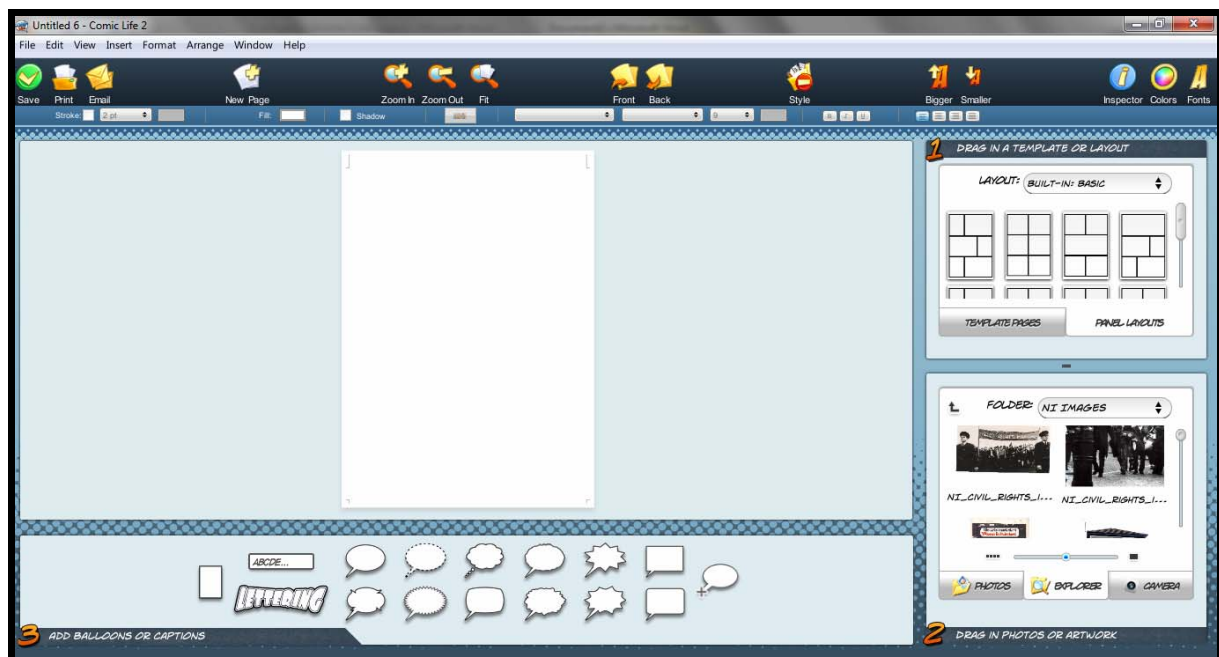 Untitled 6 - Comic Life 2
File Edit View Insert Format Arrange Window Help
Save Print Email New Page Zoom In Zoom Out Fit Front Back Style Bigger Smaller Inspector Colors Fonts
Stroke: 2 pt Fill: Shadow 9 B I U
1 DRAG IN A TEMPLATE OR LAYOUT
LAYOUT: BUILT-IN: BASIC
TEMPLATE PAGES PANEL LAYOUTS
FOLDER: NI IMAGES
NI_CIVIL_RIGHTS_I... NI_CIVIL_RIGHTS_I...
PHOTOS EXPLORER CAMERA
2 DRAG IN PHOTOS OR ARTWORK
ABCDE...
LETTERING
3 ADD BALLOONS OR CAPTIONS